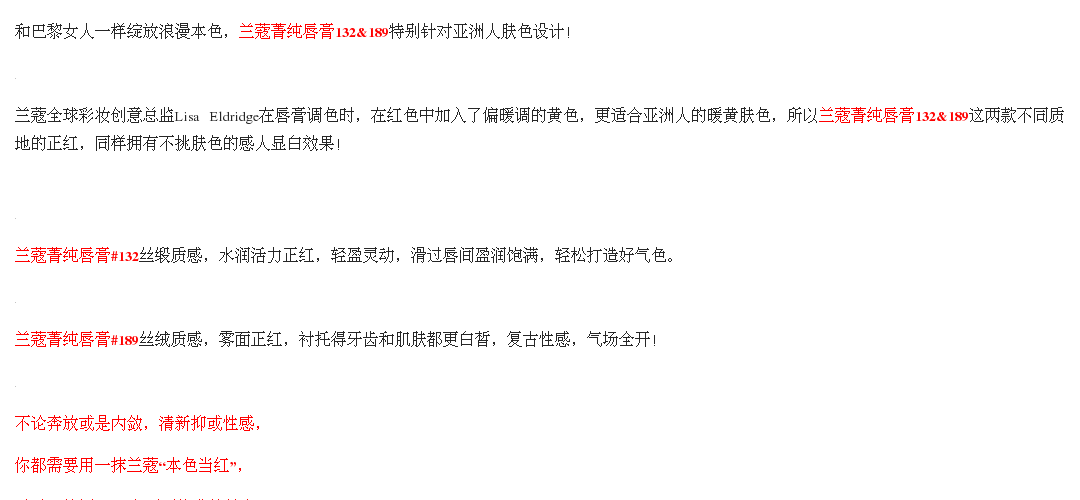 和巴黎女人一样绽放浪漫本色，兰蔻菁纯唇膏132&189特别针对亚洲人肤色设计!
兰蔻全球彩妆创意总监Lisa Eldridge在唇膏调色时，在红色中加入了偏暖调的黄色，更适合亚洲人的暖黄肤色，所以兰蔻菁纯唇膏132&189这两款不同质
地的正红，同样拥有不挑肤色的感人显白效果!
兰蔻菁纯唇膏#132丝缎质感，水润活力正红，轻盈灵动，滑过唇间盈润饱满，轻松打造好气色。
兰蔻菁纯唇膏#189丝绒质感，雾面正红，衬托得牙齿和肌肤都更白皙，复古性感，气场全开!
不论奔放或是内敛，清新抑或性感，
你都需要用一抹兰蔻“本色当红”，